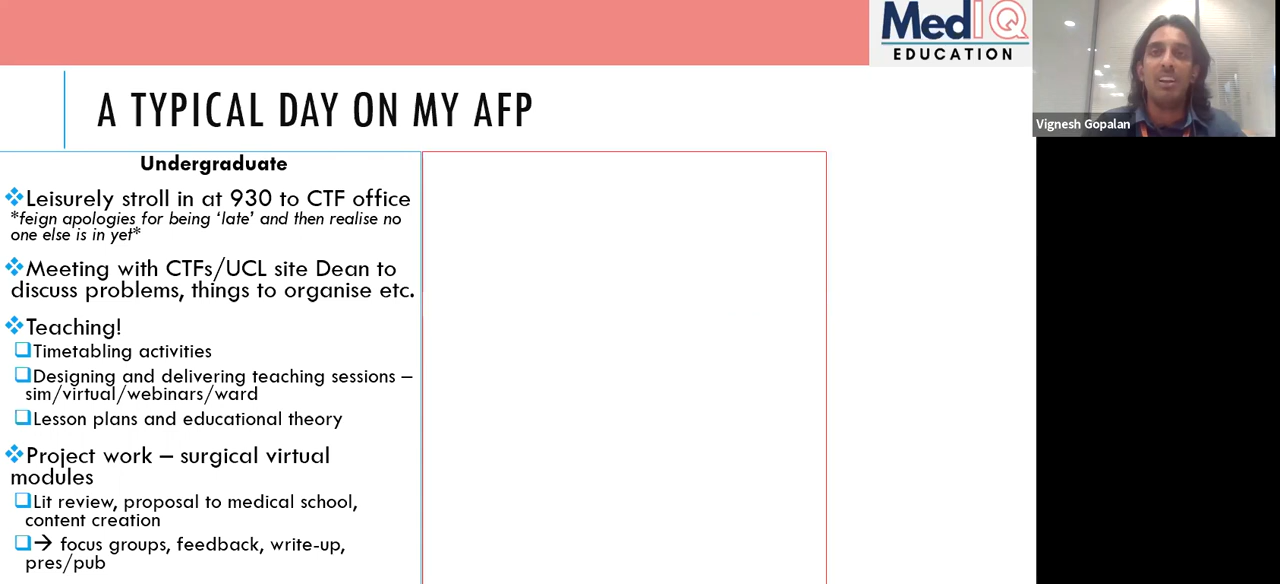 MedIQ
EDUCATION
Vignesh Gopalan
A TYPICAL DAY ON MY AFP
Undergraduate
Leisurely stroll in at 930 to CTF office
*feign apologies for being ‘late’ and then realise no
one else is in yet*
Meeting with CTFs/UCL site Dean to
discuss problems, things to organise etc.
Teaching!
Timetabling activities
Designing and delivering teaching sessions –
sim/virtual/webinars/ward
Lesson plans and educational theory
Project work – surgical virtual
modules
Lit review, proposal to medical school,
content creation
→ focus groups, feedback, write-up,
pres/pub